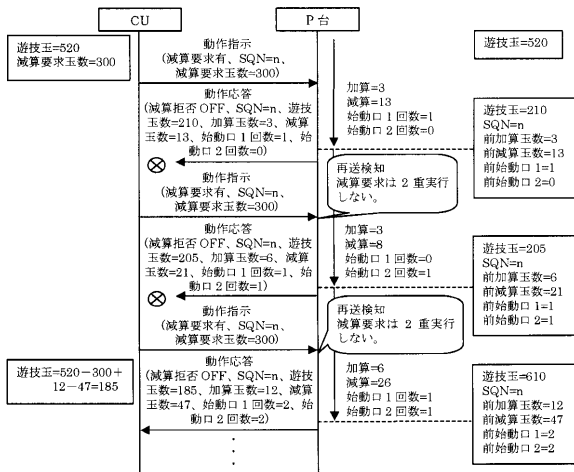 CU
P台
遊技玉=520
減算要求玉数=300
動作指示
(減算要求有、SQN=n、
減算要求玉数=300)
遊技玉=520
加算=3
減算=13
始動口1回数=1
始動口2回数=0
動作応答
(減算拒否OFF、SQN=n、遊技
玉数=210、加算玉数=3、減算
玉数=13、始動口1回数=1、始
動口2回数=0)
遊技玉=210
SQN=n
前加算玉数=3
前減算玉数=13
前始動口1=1
前始動口2=0
再送検知
減算要求は2重実行
しない。
動作指示
(減算要求有、SQN=n、
減算要求玉数=300)
加算=3
減算=8
始動口1回数=0
始動口2回数=1
動作応答
(減算拒否OFF、SQN=n、遊技
玉数=205、加算玉数=6、減算
玉数=21、始動口1回数=1、始
動口2回数=1)
遊技玉=205
SQN=n
前加算玉数=6
前減算玉数=21
前始動口1=1
前始動口2=1
再送検知
減算要求は2重実行
しない。
動作指示
(減算要求有、SQN=n、
減算要求玉数=300)
加算=6
減算=26
始動口1回数=1
始動口2回数=1
遊技玉=520-300+
12-47=185
動作応答
(減算拒否OFF、SQN=n、遊技
玉数=185、加算玉数=12、減算
玉数=47、始動口1回数=2、始
動口2回数=2)
遊技玉=610
SQN=n
前加算玉数=12
前減算玉数=47
前始動口1=2
前始動口2=2